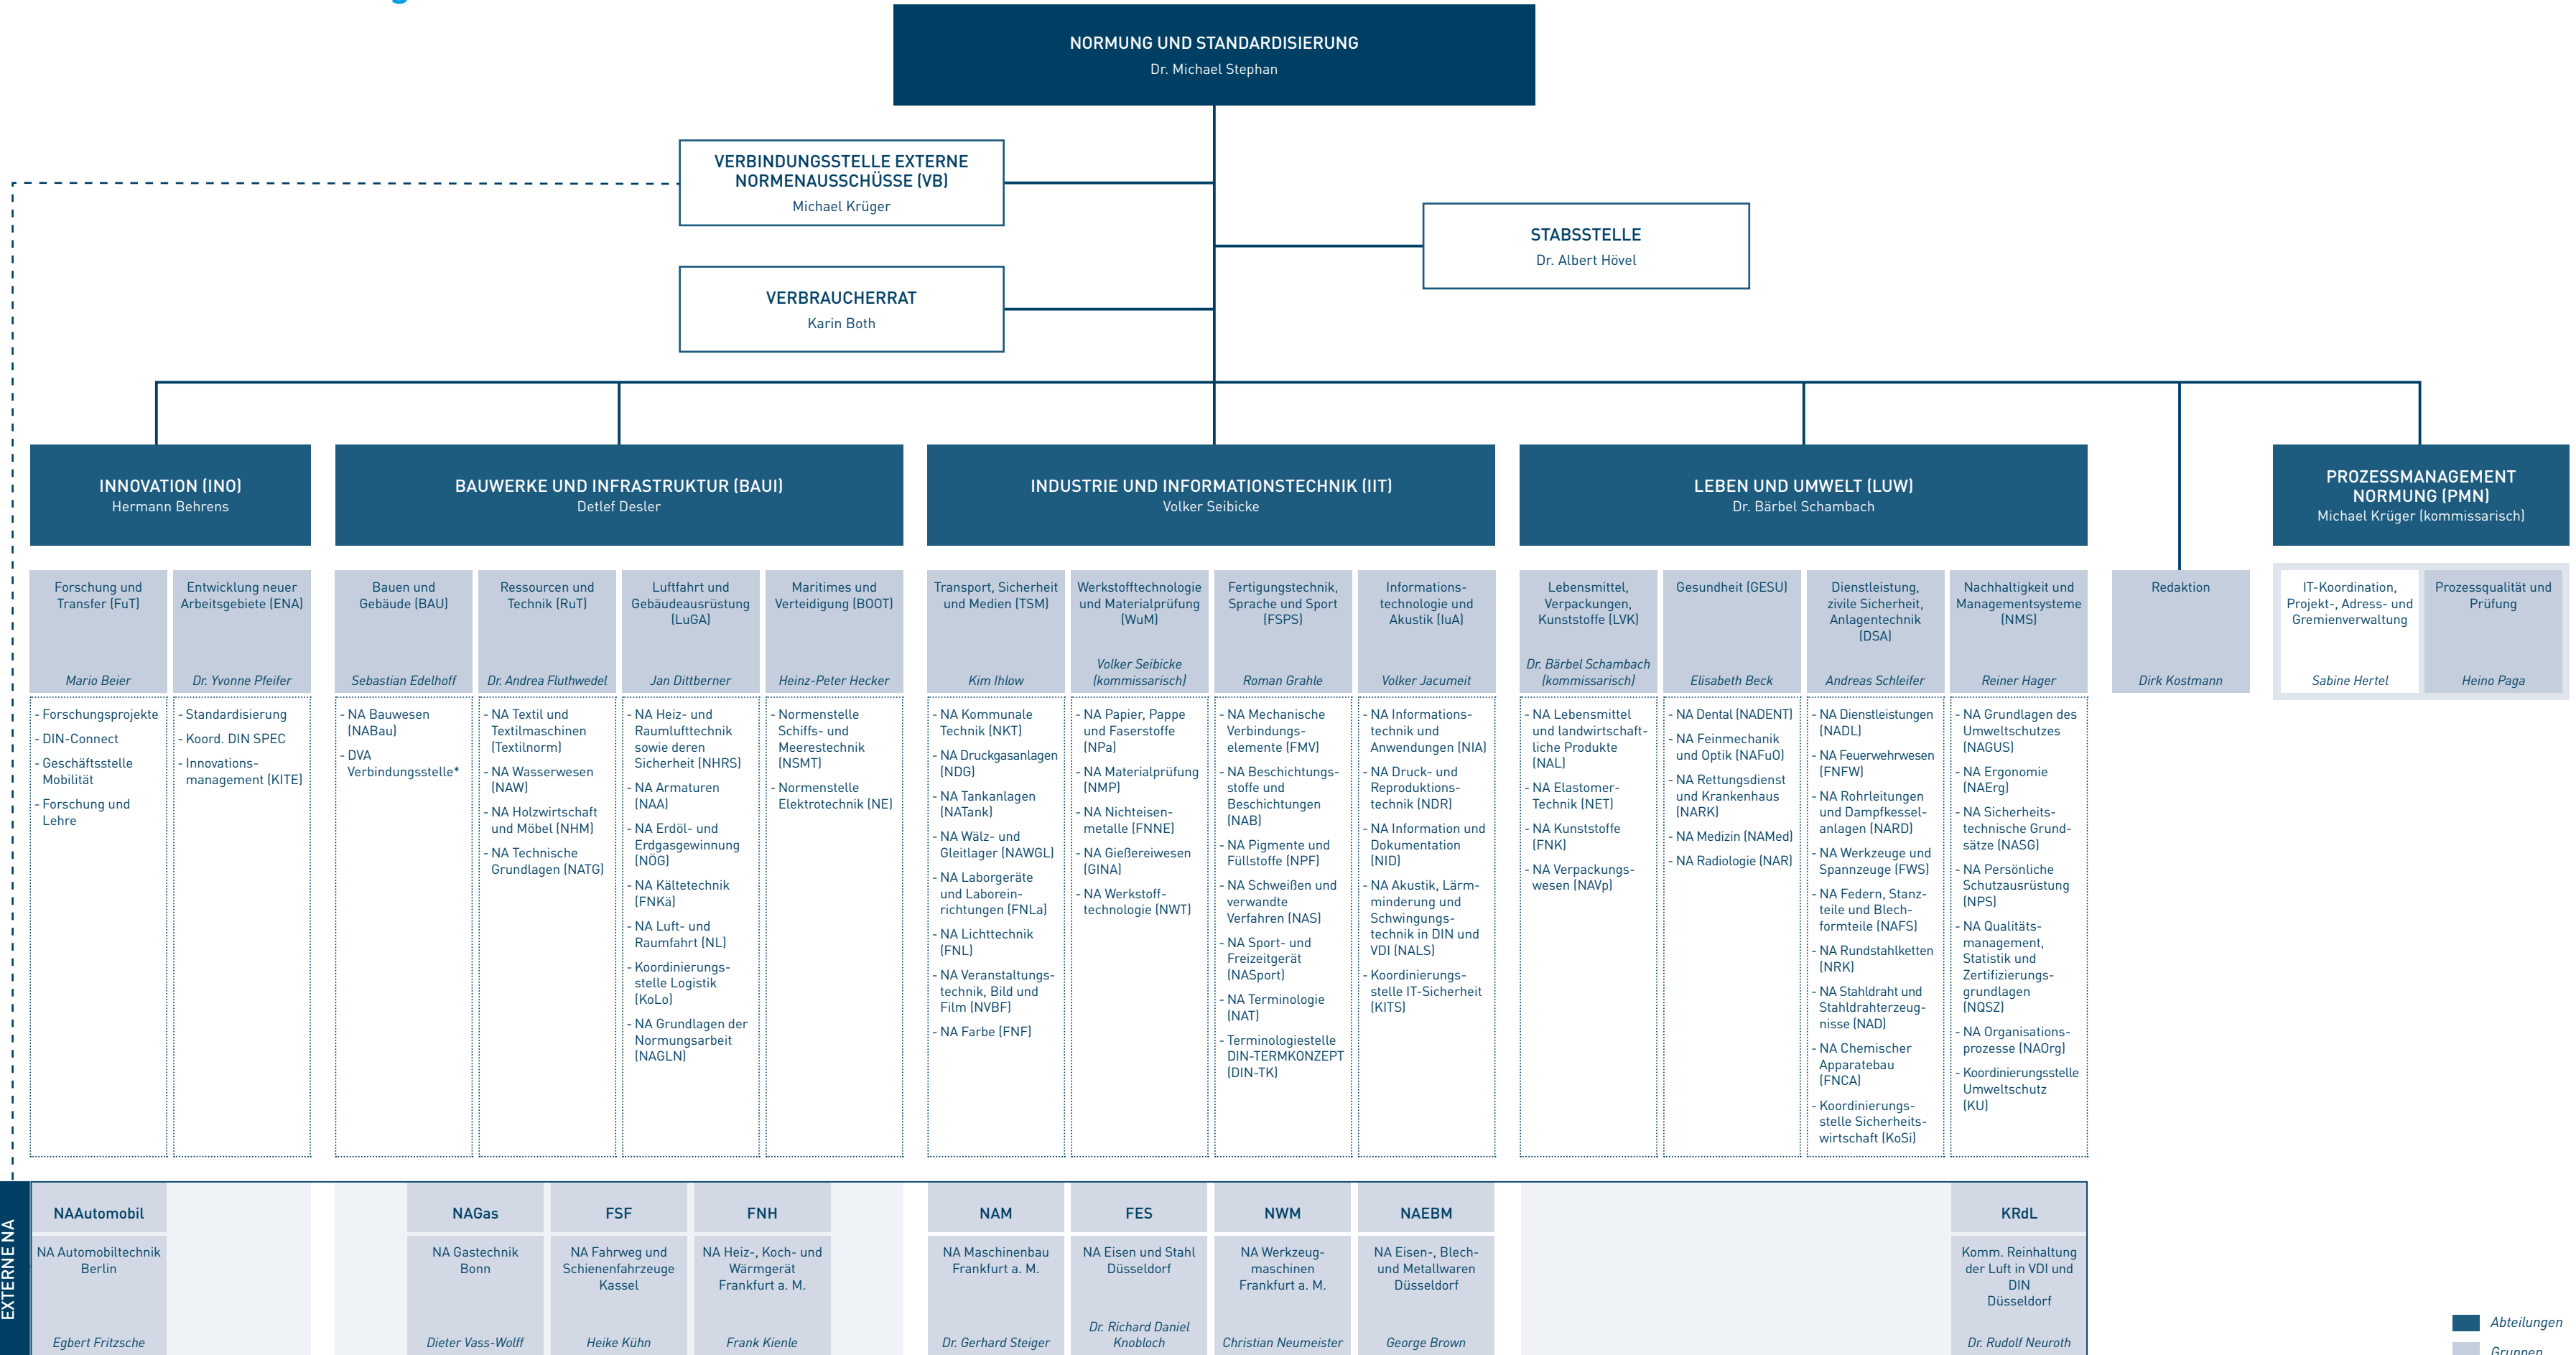 NORMUNG UND STANDARDISIERUNG
Dr. Michael Stephan
VERBINDUNGSSTELLE EXTERNE
NORMENAUSSCHÜSSE (VB)
Michael Krüger
STABSSTELLE
Dr. Albert Hövel
VERBRAUCHERRAT
Karin Both
INNOVATION (INO)
Hermann Behrens
BAUWERKE UND INFRASTRUKTUR (BAUI)
Detlef Desler
INDUSTRIE UND INFORMATIONSTECHNIK (IIT)
Volker Seibicke
LEBEN UND UMWELT (LUW)
Dr. Bärbel Schambach
PROZESSMANAGEMENT
NORMUNG (PMN)
Michael Krüger (kommissarisch)
Forschung und
Transfer (FuT)
Mario Beier
- Forschungsprojekte
- DIN-Connect
- Geschäftsstelle
Mobilität
- Forschung und
Lehre
Entwicklung neuer
Arbeitsgebiete (ENA)
Dr. Yvonne Pfeifer
- Standardisierung
- Koord. DIN SPEC
- Innovations-
management (KITE)
Bauen und
Gebäude (BAU)
Sebastian Edelhoff
- NA Bauwesen
(NABau)
- DVA
Verbindungsstelle*
Ressourcen und
Technik (RuT)
Dr. Andrea Fluthwedel
- NA Textil und
Textilmaschinen
(Textilnorm)
- NA Wasserwesen
(NAW)
- NA Holzwirtschaft
und Möbel (NHM)
- NA Technische
Grundlagen (NATG)
Luftfahrt und
Gebäudeausrüstung
(LuGA)
Jan Dittberner
- NA Heiz- und
Raumlufttechnik
sowie deren
Sicherheit (NHRS)
- NA Armaturen
(NAA)
- NA Erdöl- und
Erdgasgewinnung
(NÖG)
- NA Kältetechnik
(FNKä)
- NA Luft- und
Raumfahrt (NL)
- Koordinierungs-
stelle Logistik
(KoLo)
- NA Grundlagen der
Normungsarbeit
(NAGLN)
Maritimes und
Verteidigung (BOOT)
Heinz-Peter Hecker
- Normenstelle
Schiffs- und
Meerestechnik
(NSMT)
- Normenstelle
Elektrotechnik (NE)
Transport, Sicherheit
und Medien (TSM)
Kim Ihlow
- NA Kommunale
Technik (NKT)
- NA Druckgasanlagen
(NDG)
- NA Tankanlagen
(NATank)
- NA Wälz- und
Gleitlager (NAWGL)
- NA Laborgeräte
und Laborein-
richtungen (FNLa)
- NA Lichttechnik
(FNL)
- NA Veranstaltungs-
technik, Bild und
Film (NVBF)
- NA Farbe (FNF)
Werkstofftechnologie
und Materialprüfung
(WuM)
Volker Seibicke
(kommissarisch)
- NA Papier, Pappe
und Faserstoffe
(NPa)
- NA Materialprüfung
(NMP)
- NA Nichteisen-
metalle (FNNE)
- NA Gießereiwesen
(GINA)
- NA Werkstoff-
technologie (NWT)
Fertigungstechnik,
Sprache und Sport
(FSPS)
Roman Grahle
- NA Mechanische
Verbindungs-
elemente (FMV)
- NA Beschichtungs-
stoffe und
Beschichtungen
(NAB)
- NA Pigmente und
Füllstoffe (NPF)
- NA Schweißen und
verwandte
Verfahren (NAS)
- NA Sport- und
Freizeitgerät
(NASport)
- NA Terminologie
(NAT)
- Terminologiestelle
DIN-TERMKONZEPT
(DIN-TK)
Informations-
technologie und
Akustik (IuA)
Volker Jacumeit
- NA Informations-
technik und
Anwendungen (NIA)
- NA Druck- und
Reproduktions-
technik (NDR)
- NA Information und
Dokumentation
(NID)
- NA Akustik, Lärm-
minderung und
Schwingungs-
technik in DIN und
VDI (NALS)
- Koordinierungs-
stelle IT-Sicherheit
(KITS)
Lebensmittel,
Verpackungen,
Kunststoffe (LVK)
Dr. Bärbel Schambach
(kommissarisch)
- NA Lebensmittel
und landwirtschaft-
liche Produkte
(NAL)
- NA Elastomer-
Technik (NET)
- NA Kunststoffe
(FNK)
- NA Verpackungs-
wesen (NAVp)
Gesundheit (GESU)
Elisabeth Beck
- NA Dental (NADENT)
- NA Feinmechanik
und Optik (NAFuO)
- NA Rettungsdienst
und Krankenhaus
(NARK)
- NA Medizin (NAMed)
- NA Radiologie (NAR)
Dienstleistung,
zivile Sicherheit,
Anlagentechnik
(DSA)
Andreas Schleifer
- NA Dienstleistungen
(NADL)
- NA Feuerwehrwesen
(FNFW)
- NA Rohrleitungen
und Dampfkessel-
anlagen (NARD)
- NA Werkzeuge und
Spannzeuge (FWS)
- NA Federn, Stanz-
teile und Blech-
formteile (NAFS)
- NA Rundstahlketten
(NRK)
- NA Stahldraht und
Stahldrahterzeug-
nisse (NAD)
- NA Chemischer
Apparatebau
(FNCA)
- Koordinierungs-
stelle Sicherheits-
wirtschaft (KoSi)
Nachhaltigkeit und
Managementsysteme
(NMS)
Reiner Hager
- NA Grundlagen des
Umweltschutzes
(NAGUS)
- NA Ergonomie
(NAErg)
- NA Sicherheits-
technische Grund-
sätze (NASG)
- NA Persönliche
Schutzausrüstung
(NPS)
- NA Qualitäts-
management,
Statistik und
Zertifizierungs-
grundlagen
(NQSZ)
- NA Organisations-
prozesse (NAOrg)
- Koordinierungsstelle
Umweltschutz
(KU)
Redaktion
Dirk Kostmann
IT-Koordination,
Projekt-, Adress- und
Gremienverwaltung
Sabine Hertel
Prozessqualität und
Prüfung
Heino Paga
EXTERNE NA
NAAutomobil
NA Automobiltechnik
Berlin
Egbert Fritzsche
NAGas
NA Gastechnik
Bonn
Dieter Vass-Wolff
FSF
NA Fahrweg und
Schienenfahrzeuge
Kassel
Heike Kühn
FNH
NA Heiz-, Koch- und
Wärmgerät
Frankfurt a. M.
Frank Kienle
NAM
NA Maschinenbau
Frankfurt a. M.
Dr. Gerhard Steiger
FES
NA Eisen und Stahl
Düsseldorf
Dr. Richard Daniel
Knobloch
NWM
NA Werkzeug-
maschinen
Frankfurt a. M.
Christian Neumeister
NAEBM
NA Eisen-, Blech-
und Metallwaren
Düsseldorf
George Brown
KRdL
Komm. Reinhaltung
der Luft in VDI und
DIN
Düsseldorf
Dr. Rudolf Neuroth
Abteilungen
Gruppen